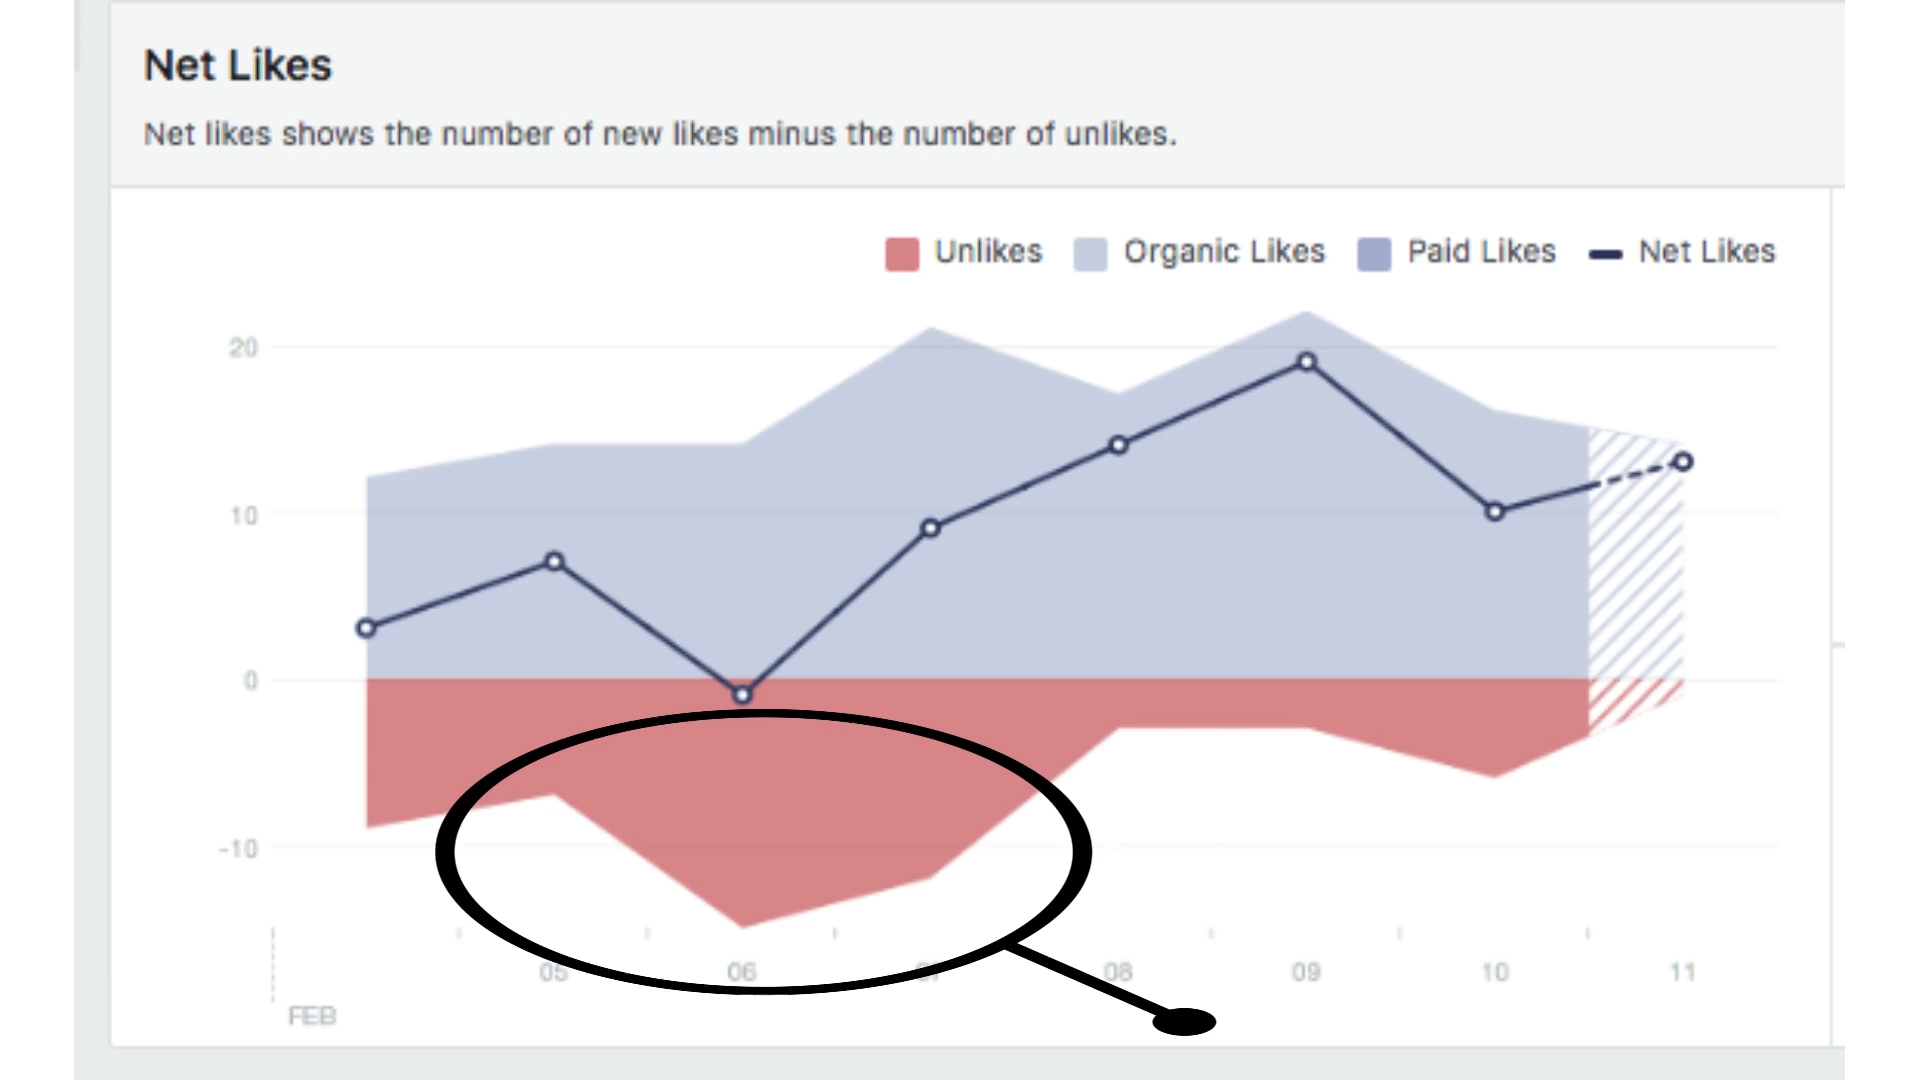 Net Likes
Net likes shows the number of new likes minus the number of unlikes.
Unlikes Organic Likes Paid Likes Net Likes
20
10
0
-10
05 06 08 09 10 11
FEB